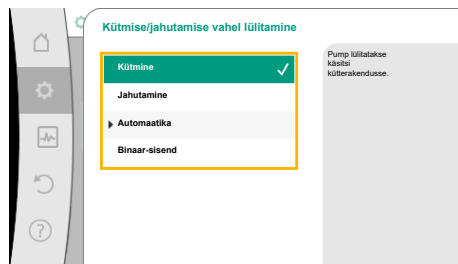 Kütmise/jahutamise vahel lülitamine
Kütmine
Jahutamine
Automaatika
Binaar-sisend
Pump lülitatakse
käsitsi
kütterakendusse.